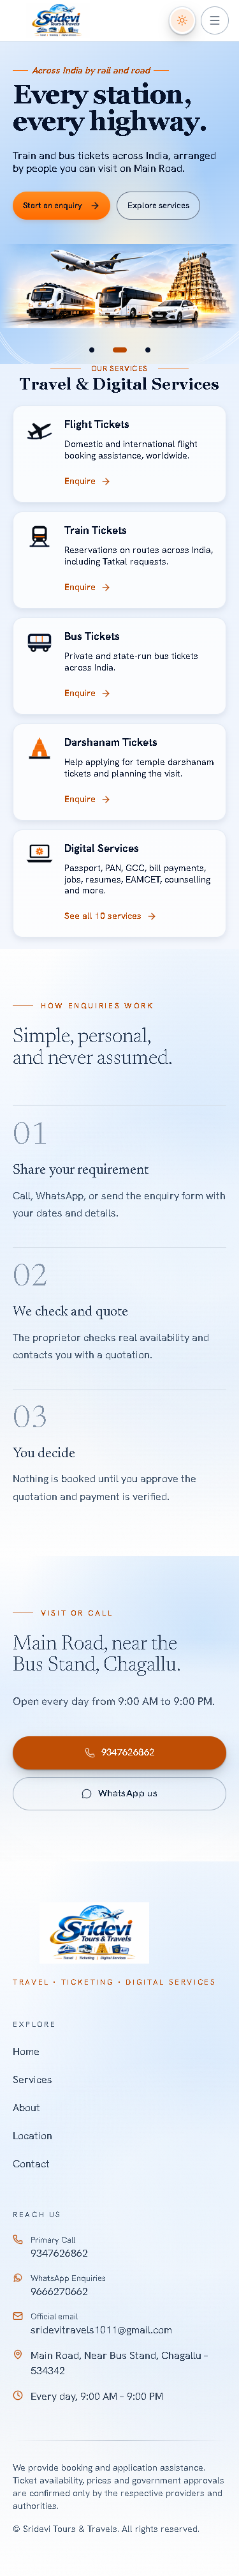 Sridevi
Tours & Travels
Across India by rail and road
Every station,
every highway.
Train and bus tickets across India, arranged
by people you can visit on Main Road.
Start an enquiry
Explore services
OUR SERVICES
Travel & Digital Services
Flight Tickets
Domestic and international flight
booking assistance, worldwide.
Enquire
Train Tickets
Reservations on routes across India,
including Tatkal requests.
Enquire
Bus Tickets
Private and state-run bus tickets
across India.
Enquire
Darshanam Tickets
Help applying for temple darshanam
tickets and planning the visit.
Enquire
Digital Services
Passport, PAN, GCC, bill payments,
jobs, resumes, EAMCET, counselling
and more.
See all 10 services
HOW ENQUIRIES WORK
Simple, personal,
and never assumed.
01
Share your requirement
Call, WhatsApp, or send the enquiry form with
your dates and details.
02
We check and quote
The proprietor checks real availability and
contacts you with a quotation.
03
You decide
Nothing is booked until you approve the
quotation and payment is verified.
VISIT OR CALL
Main Road, near the
Bus Stand, Chagallu.
Open every day from 9:00 AM to 9:00 PM.
9347626862
WhatsApp us
Sridevi
Tours & Travels
Travel | Ticketing | Digital Services
TRAVEL • TICKETING • DIGITAL SERVICES
EXPLORE
Home
Services
About
Location
Contact
REACH US
Primary Call
9347626862
WhatsApp Enquiries
9666270662
Official email
sridevitravels1011@gmail.com
Main Road, Near Bus Stand, Chagallu –
534342
Every day, 9:00 AM – 9:00 PM
We provide booking and application assistance.
Ticket availability, prices and government approvals
are confirmed only by the respective providers and
authorities.
© Sridevi Tours & Travels. All rights reserved.